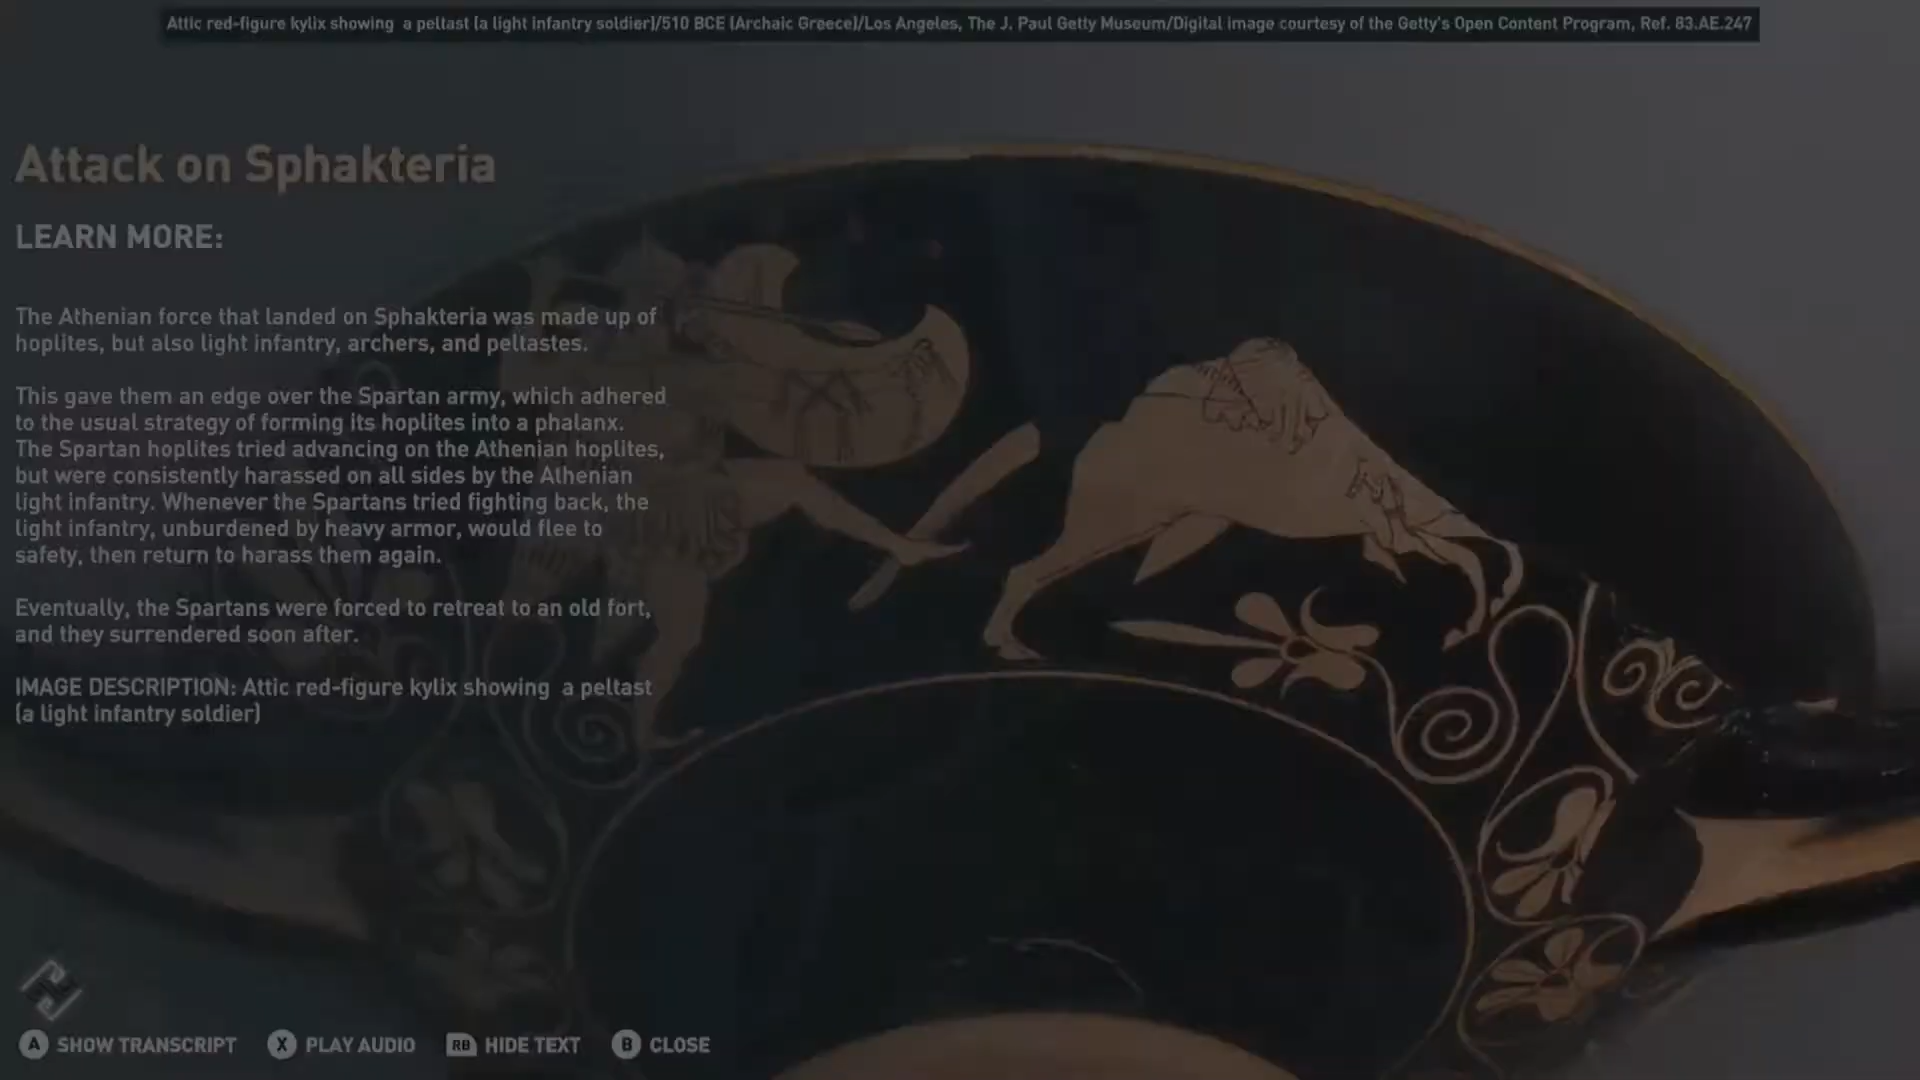 Attic red-figure kylix showing  a peltast (a light infantry soldier)/510 BCE (Archaic Greece)/Los Angeles, The J. Paul Getty Museum/Digital image courtesy of the Getty's Open Content Program, Ref. 83.AE.247
Attack on Sphakteria
LEARN MORE:
The Athenian force that landed on Sphakteria was made up of
hoplites, but also light infantry, archers, and peltastes.
This gave them an edge over the Spartan army, which adhered
to the usual strategy of forming its hoplites into a phalanx.
The Spartan hoplites tried advancing on the Athenian hoplites,
but were consistently harassed on all sides by the Athenian
light infantry. Whenever the Spartans tried fighting back, the
light infantry, unburdened by heavy armor, would flee to
safety, then return to harass them again.
Eventually, the Spartans were forced to retreat to an old fort,
and they surrendered soon after.
IMAGE DESCRIPTION: Attic red-figure kylix showing  a peltast
(a light infantry soldier)
A SHOW TRANSCRIPT X PLAY AUDIO RB HIDE TEXT B CLOSE